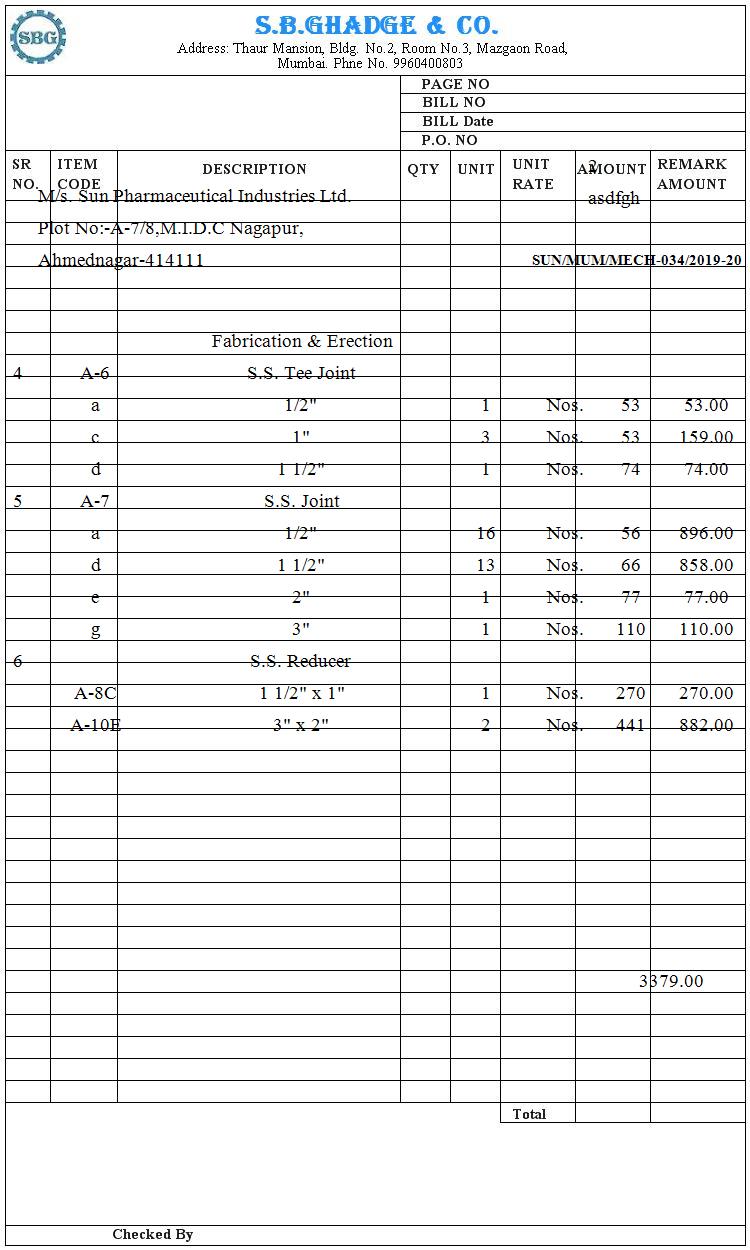 SBG
S.B.GHADGE & CO.
Address: Thaur Mansion, Bldg. No.2, Room No.3, Mazgaon Road,
Mumbai. Phne No. 9960400803
PAGE NO
BILL NO
BILL Date
P.O. NO
SR NO. ITEM CODE DESCRIPTION QTY UNIT UNIT RATE AMOUNT REMARK AMOUNT
2
M/s. Sun Pharmaceutical Industries Ltd. asdfgh
Plot No:-A-7/8,M.I.D.C Nagapur,
Ahmednagar-414111 SUN/MUM/MECH-034/2019-20
Fabrication & Erection
4 A-6 S.S. Tee Joint
a 1/2" 1 Nos. 53 53.00
c 1" 3 Nos. 53 159.00
d 1 1/2" 1 Nos. 74 74.00
5 A-7 S.S. Joint
a 1/2" 16 Nos. 56 896.00
d 1 1/2" 13 Nos. 66 858.00
e 2" 1 Nos. 77 77.00
g 3" 1 Nos. 110 110.00
6 S.S. Reducer
A-8C 1 1/2" x 1" 1 Nos. 270 270.00
A-10E 3" x 2" 2 Nos. 441 882.00
3379.00
Total
Checked By